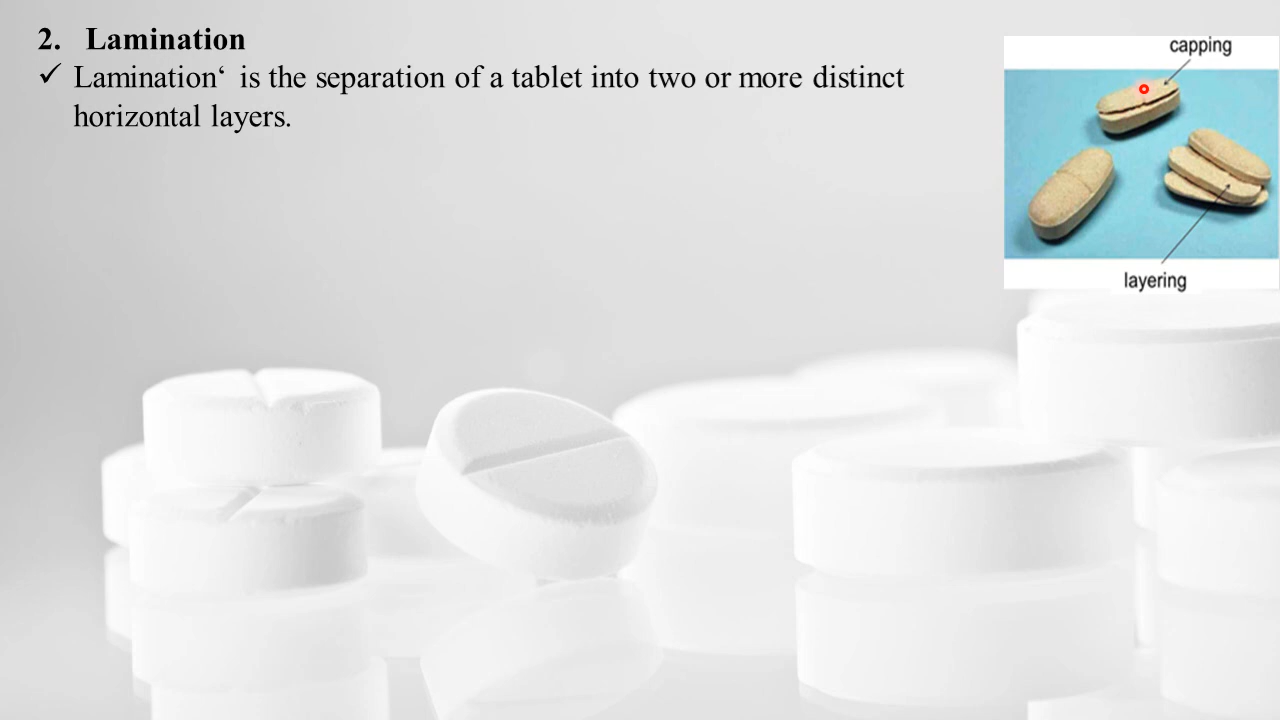 2. Lamination
✓ Lamination‘ is the separation of a tablet into two or more distinct
horizontal layers.
capping
layering